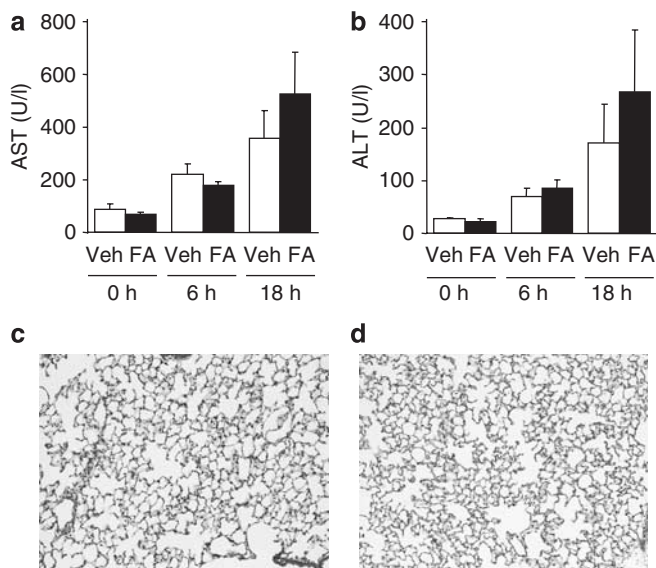 a
AST (U/l)
800
600
400
200
0
Veh FA Veh FA Veh FA
0 h 6 h 18 h
b
ALT (U/l)
400
300
200
100
0
Veh FA Veh FA Veh FA
0 h 6 h 18 h
c
d